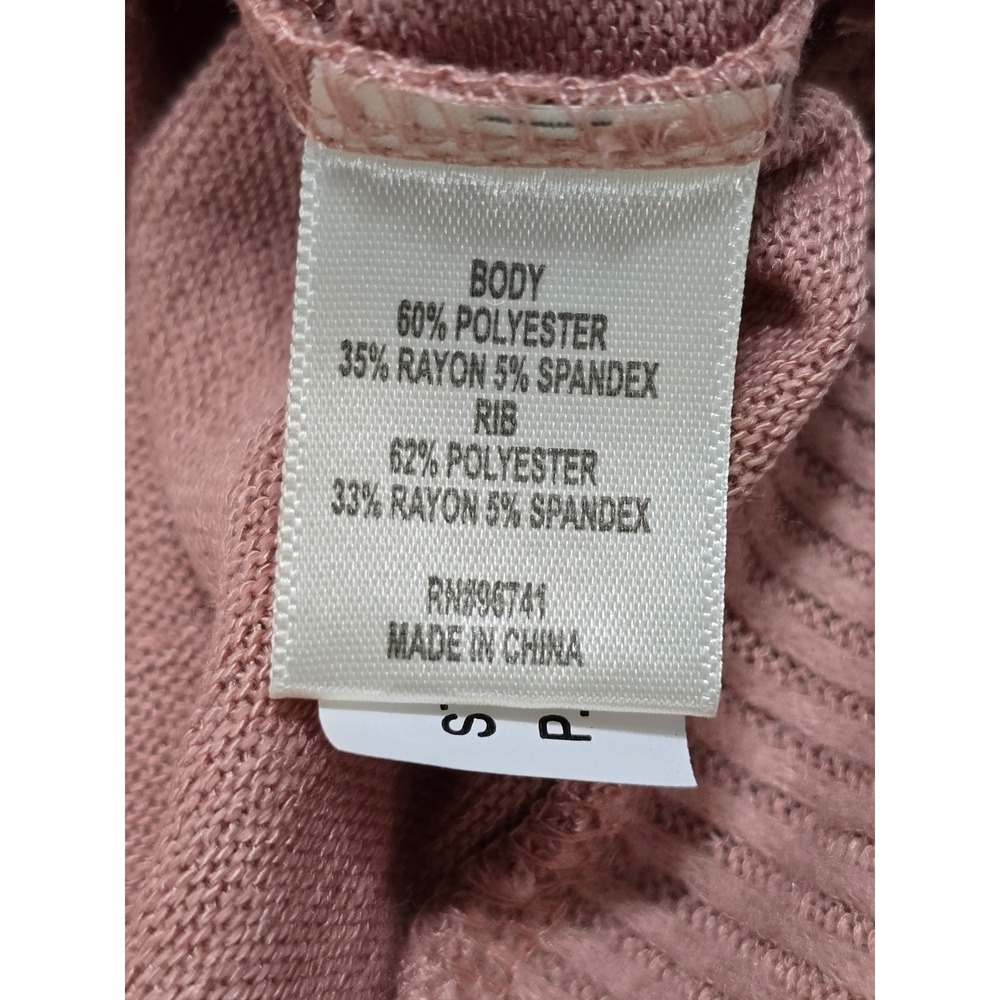 BODY
60% POLYESTER
35% RAYON 5% SPANDEX
RIB
62% POLYESTER
33% RAYON 5% SPANDEX
RN#96741
MADE IN CHINA